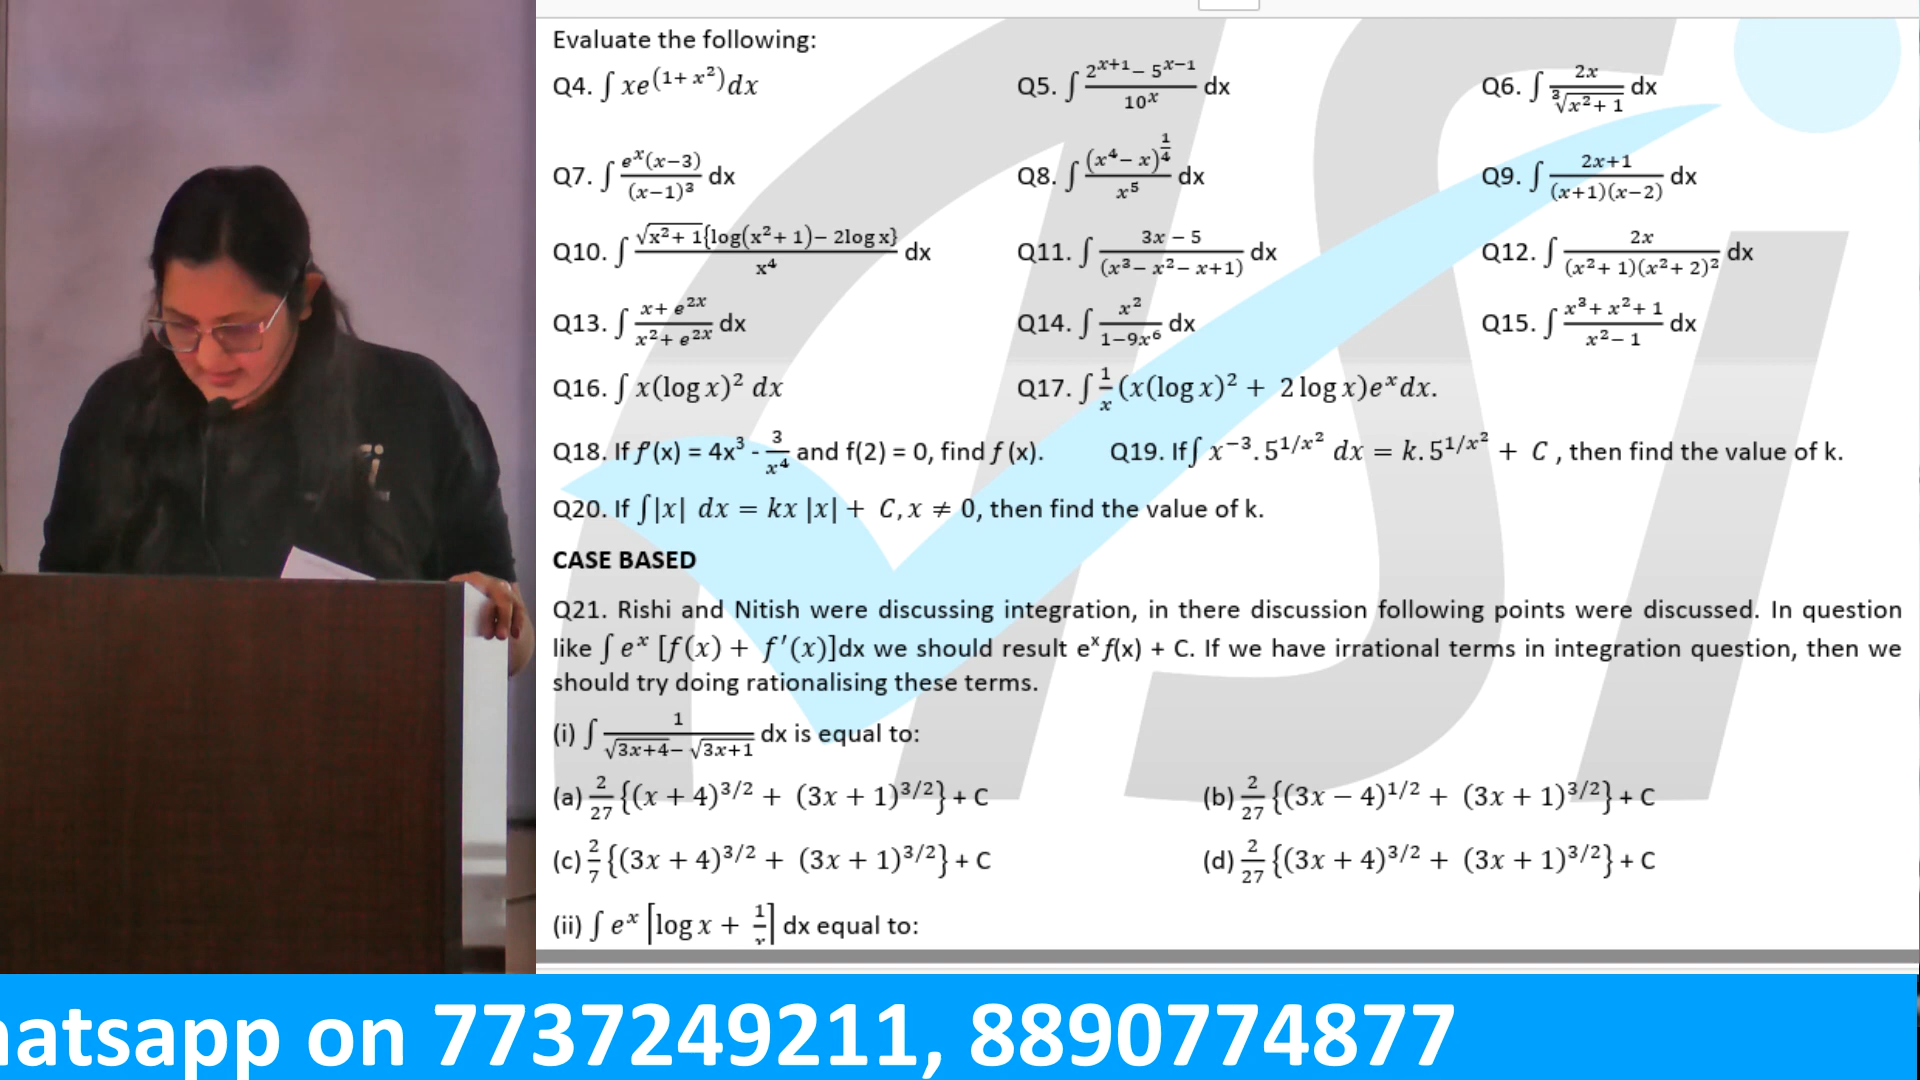 Evaluate the following:
Q4. ∫ xe^(1+ x²) dx Q5. ∫ (2^(x+1) – 5^(x–1))/10^x dx Q6. ∫ 2x/∛(x²+ 1) dx
Q7. ∫ e^x(x–3)/(x–1)³ dx Q8. ∫ (x⁴– x)^(1/4)/x⁵ dx Q9. ∫ (2x+1)/((x+1)(x–2)) dx
Q10. ∫ √(x²+ 1){log(x²+ 1)– 2log x}/x⁴ dx Q11. ∫ (3x – 5)/(x³– x²– x+1) dx Q12. ∫ 2x/((x²+ 1)(x²+ 2)²) dx
Q13. ∫ (x+ e^(2x))/(x²+ e^(2x)) dx Q14. ∫ x²/(1–9x⁶) dx Q15. ∫ (x³+ x²+ 1)/(x²– 1) dx
Q16. ∫ x(log x)² dx Q17. ∫ 1/x (x(log x)² + 2 log x)e^x dx.
Q18. If f'(x) = 4x³ - 3/x⁴ and f(2) = 0, find f (x). Q19. If∫ x⁻³. 5^(1/x²) dx = k. 5^(1/x²) + C , then find the value of k.
Q20. If ∫|x| dx = kx |x| + C, x ≠ 0, then find the value of k.
CASE BASED
Q21. Rishi and Nitish were discussing integration, in there discussion following points were discussed. In question
like ∫ e^x [f(x) + f′(x)]dx we should result e^x f(x) + C. If we have irrational terms in integration question, then we
should try doing rationalising these terms.
(i) ∫ 1/(√(3x+4)– √(3x+1)) dx is equal to:
(a) 2/27 {(x + 4)^(3/2) + (3x + 1)^(3/2)} + C (b) 2/27 {(3x – 4)^(1/2) + (3x + 1)^(3/2)} + C
(c) 2/7 {(3x + 4)^(3/2) + (3x + 1)^(3/2)} + C (d) 2/27 {(3x + 4)^(3/2) + (3x + 1)^(3/2)} + C
(ii) ∫ e^x [log x + 1/x] dx equal to:
hatsapp on 7737249211, 8890774877